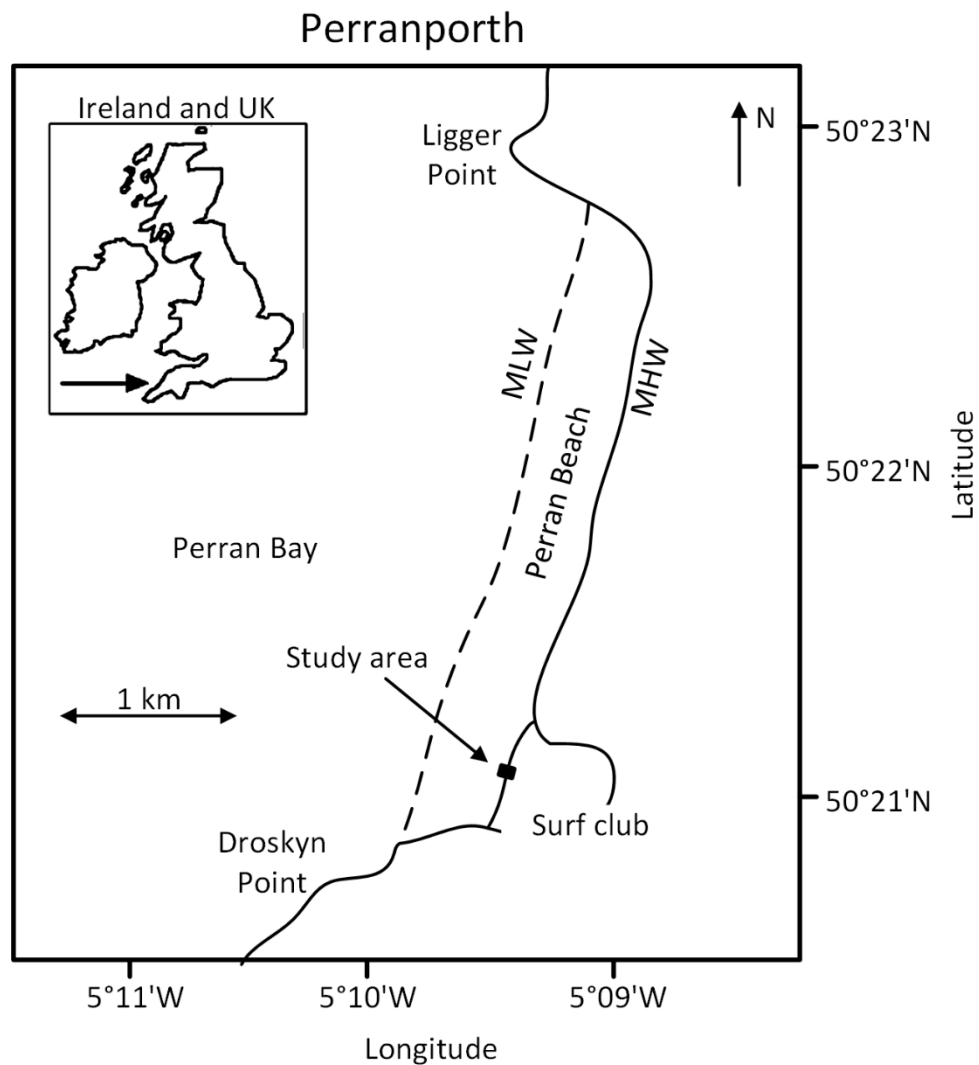 Perranporth
Ireland and UK
N
Ligger
Point
50°23'N
MLW
MHW
Perran Beach
50°22'N
Latitude
Perran Bay
Study area
1 km
50°21'N
Surf club
Droskyn
Point
5°11'W
5°10'W
5°09'W
Longitude